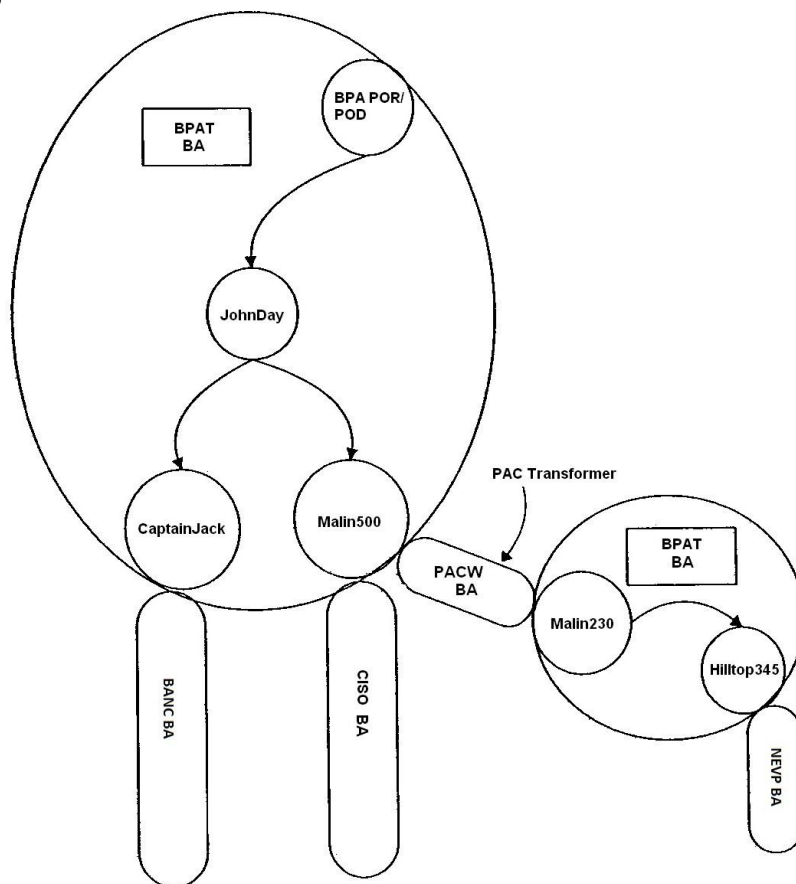 BPA POR/
POD
BPAT
BA
JohnDay
PAC Transformer
CaptainJack
Malin500
PACW
BA
BPAT
BA
Malin230
Hilltop345
BANC BA
CISO BA
NEVP BA